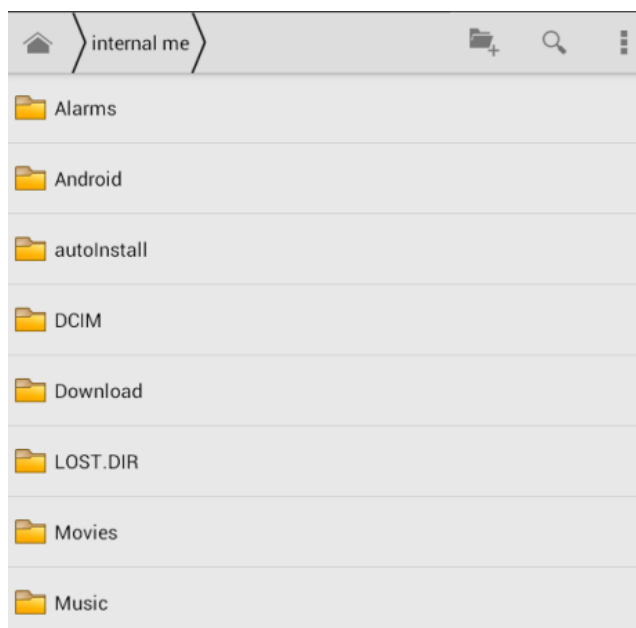 internal me
Alarms
Android
autoInstall
DCIM
Download
LOST.DIR
Movies
Music